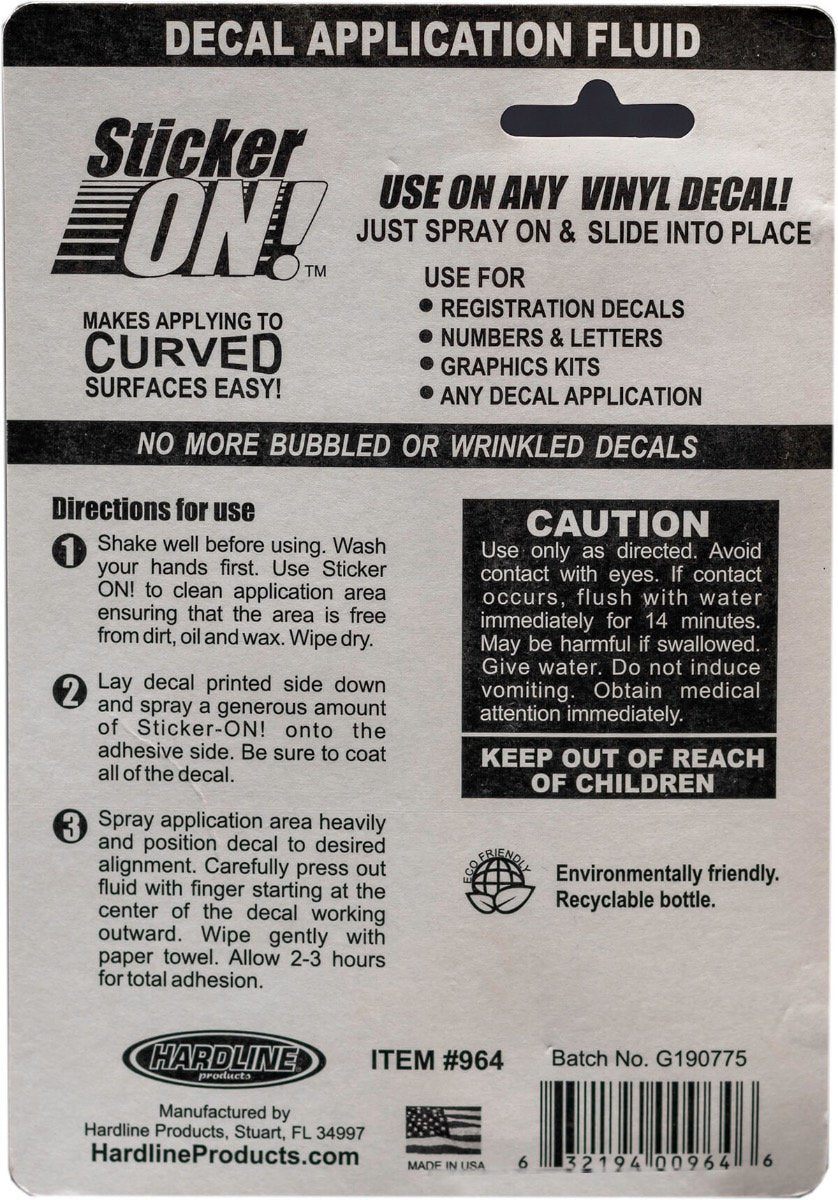 DECAL APPLICATION FLUID
Sticker
ON!™
MAKES APPLYING TO
CURVED
SURFACES EASY!
USE ON ANY VINYL DECAL!
JUST SPRAY ON & SLIDE INTO PLACE
USE FOR
• REGISTRATION DECALS
• NUMBERS & LETTERS
• GRAPHICS KITS
• ANY DECAL APPLICATION
NO MORE BUBBLED OR WRINKLED DECALS
Directions for use
1 Shake well before using. Wash
your hands first. Use Sticker
ON! to clean application area
ensuring that the area is free
from dirt, oil and wax. Wipe dry.
2 Lay decal printed side down
and spray a generous amount
of Sticker-ON! onto the
adhesive side. Be sure to coat
all of the decal.
3 Spray application area heavily
and position decal to desired
alignment. Carefully press out
fluid with finger starting at the
center of the decal working
outward. Wipe gently with
paper towel. Allow 2-3 hours
for total adhesion.
CAUTION
Use only as directed. Avoid
contact with eyes. If contact
occurs, flush with water
immediately for 14 minutes.
May be harmful if swallowed.
Give water. Do not induce
vomiting. Obtain medical
attention immediately.
KEEP OUT OF REACH
OF CHILDREN
ECO FRIENDLY
Environmentally friendly.
Recyclable bottle.
HARDLINE
products
Manufactured by
Hardline Products, Stuart, FL 34997
HardlineProducts.com
ITEM #964
MADE IN USA
Batch No. G190775
6 32194 00964 6